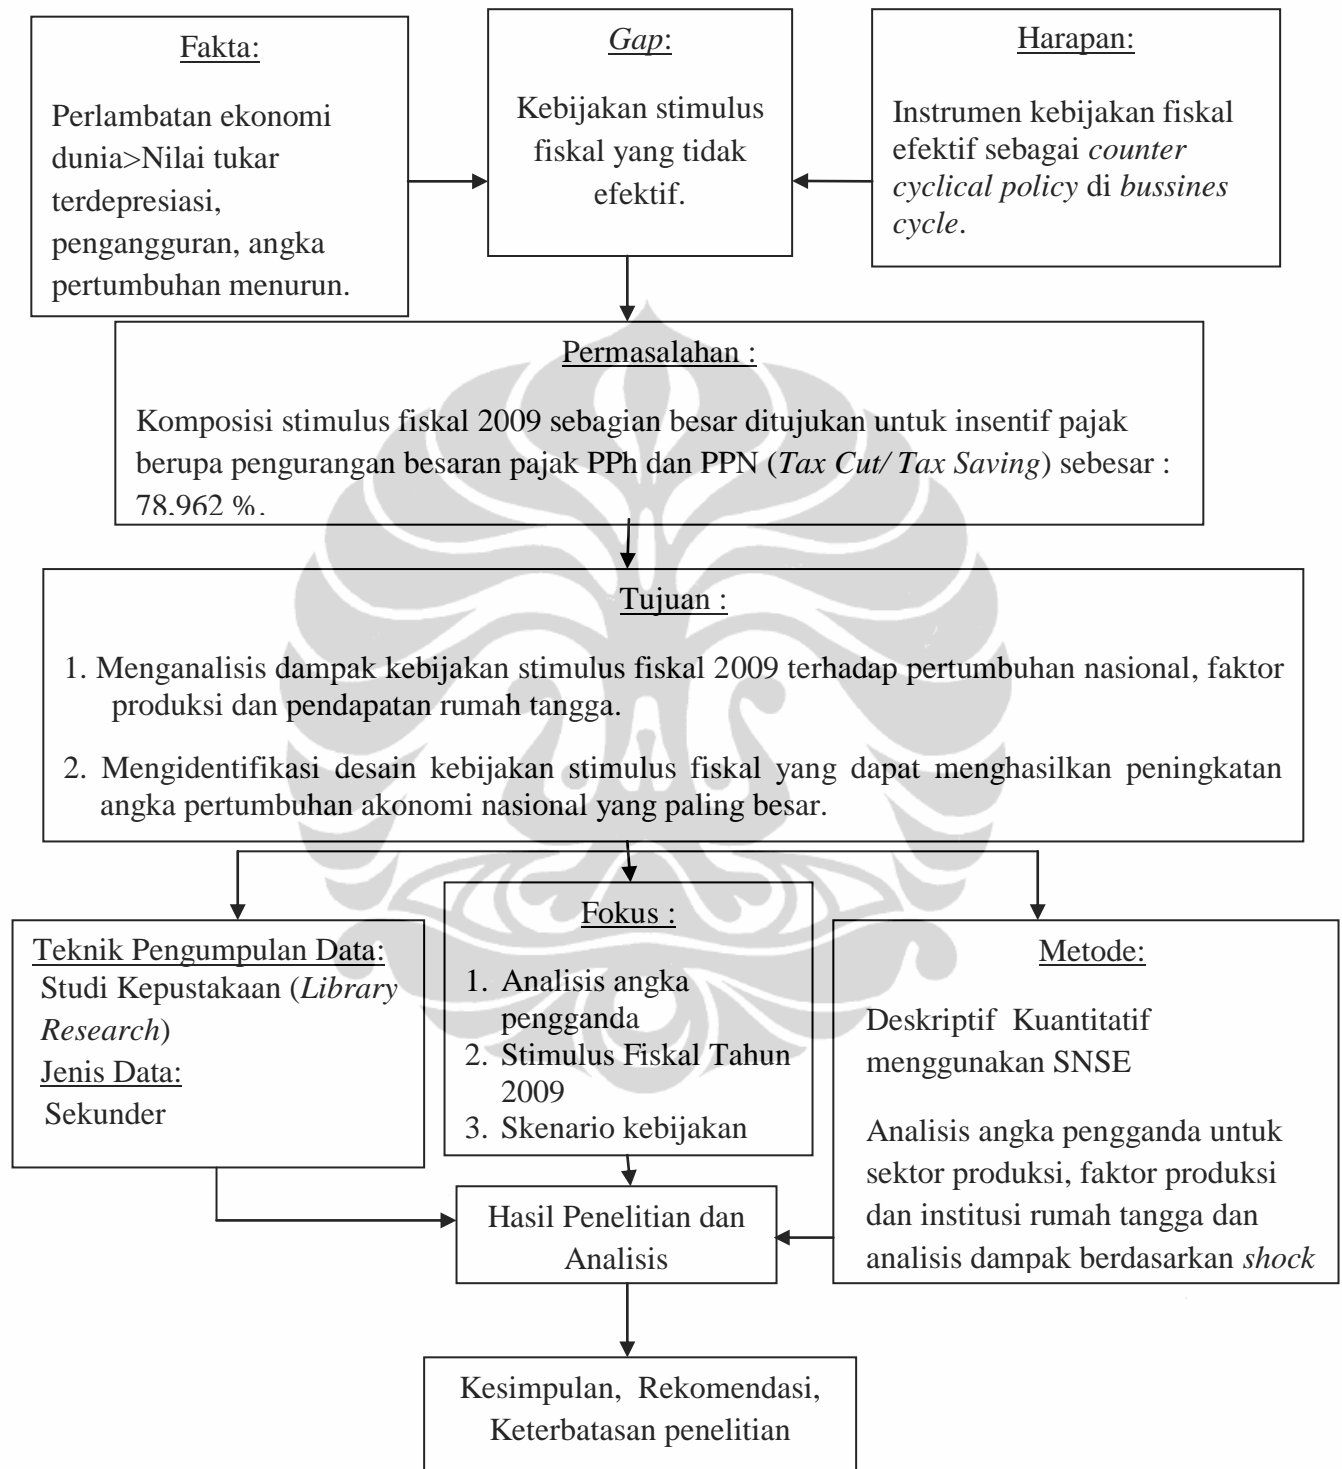 Fakta:
Perlambatan ekonomi
dunia>Nilai tukar
terdepresiasi,
pengangguran, angka
pertumbuhan menurun.
Gap:
Kebijakan stimulus
fiskal yang tidak
efektif.
Harapan:
Instrumen kebijakan fiskal
efektif sebagai counter
cyclical policy di bussines
cycle.
Permasalahan :
Komposisi stimulus fiskal 2009 sebagian besar ditujukan untuk insentif pajak
berupa pengurangan besaran pajak PPh dan PPN (Tax Cut/ Tax Saving) sebesar :
78.962 %.
Tujuan :
1. Menganalisis dampak kebijakan stimulus fiskal 2009 terhadap pertumbuhan nasional, faktor
produksi dan pendapatan rumah tangga.
2. Mengidentifikasi desain kebijakan stimulus fiskal yang dapat menghasilkan peningkatan
angka pertumbuhan akonomi nasional yang paling besar.
Teknik Pengumpulan Data:
Studi Kepustakaan (Library
Research)
Jenis Data:
Sekunder
Fokus :
1. Analisis angka
pengganda
2. Stimulus Fiskal Tahun
2009
3. Skenario kebijakan
Metode:
Deskriptif Kuantitatif
menggunakan SNSE
Analisis angka pengganda untuk
sektor produksi, faktor produksi
dan institusi rumah tangga dan
analisis dampak berdasarkan shock
Hasil Penelitian dan
Analisis
Kesimpulan, Rekomendasi,
Keterbatasan penelitian